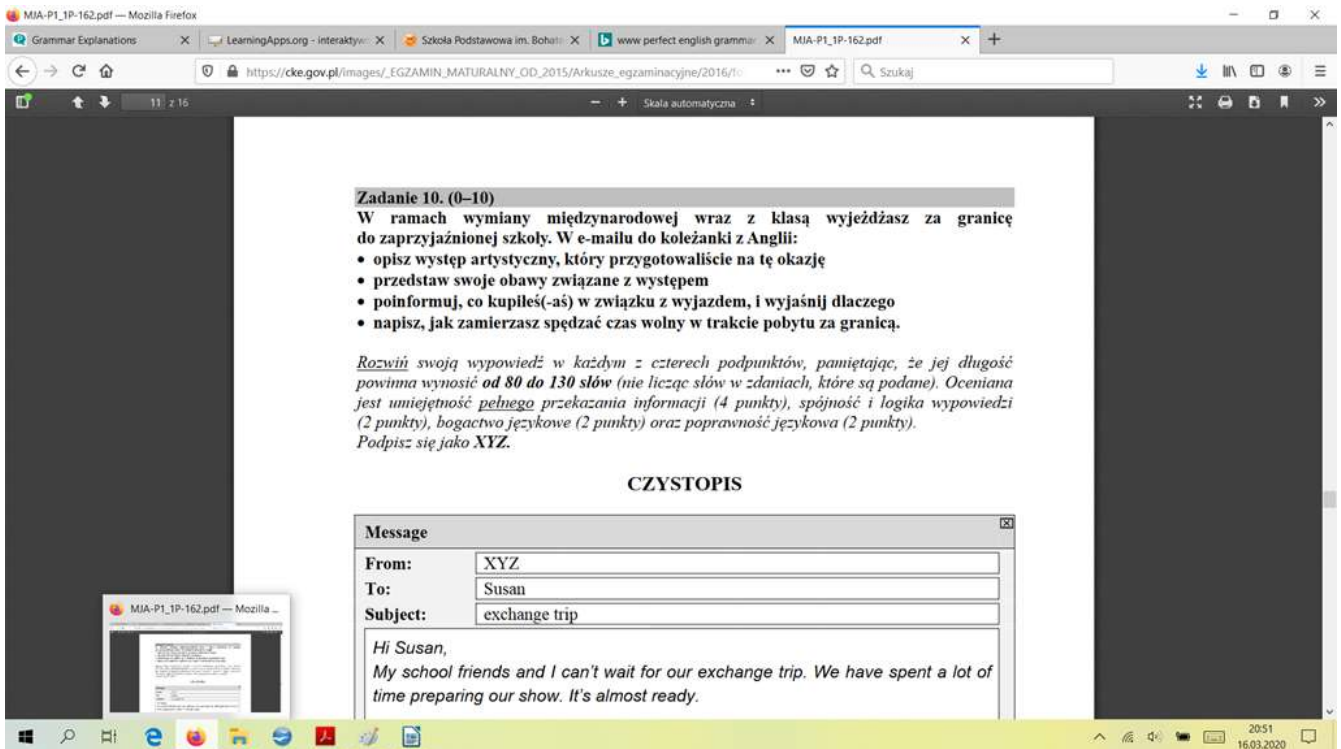 MJA-P1_1P-162.pdf — Mozilla Firefox
Grammar Explanations
LearningApps.org - interaktyw
Szkoła Podstawowa im. Bohat
www perfect english grammar
MJA-P1_1P-162.pdf
https://cke.gov.pl/images/_EGZAMIN_MATURALNY_OD_2015/Arkusze_egzaminacyjne/2016/fo
Szukaj
11 z 16
Skala automatyczna
Zadanie 10. (0–10)
W ramach wymiany międzynarodowej wraz z klasą wyjeżdżasz za granicę
do zaprzyjaźnionej szkoły. W e-mailu do koleżanki z Anglii:
• opisz występ artystyczny, który przygotowaliście na tę okazję
• przedstaw swoje obawy związane z występem
• poinformuj, co kupiłeś(-aś) w związku z wyjazdem, i wyjaśnij dlaczego
• napisz, jak zamierzasz spędzać czas wolny w trakcie pobytu za granicą.
Rozwiń swoją wypowiedź w każdym z czterech podpunktów, pamiętając, że jej długość
powinna wynosić od 80 do 130 słów (nie licząc słów w zdaniach, które są podane). Oceniana
jest umiejętność pełnego przekazania informacji (4 punkty), spójność i logika wypowiedzi
(2 punkty), bogactwo językowe (2 punkty) oraz poprawność językowa (2 punkty).
Podpisz się jako XYZ.
CZYSTOPIS
Message
From: XYZ
To: Susan
Subject: exchange trip
Hi Susan,
My school friends and I can't wait for our exchange trip. We have spent a lot of
time preparing our show. It's almost ready.
MJA-P1_1P-162.pdf — Mozilla ...
20:51
16.03.2020